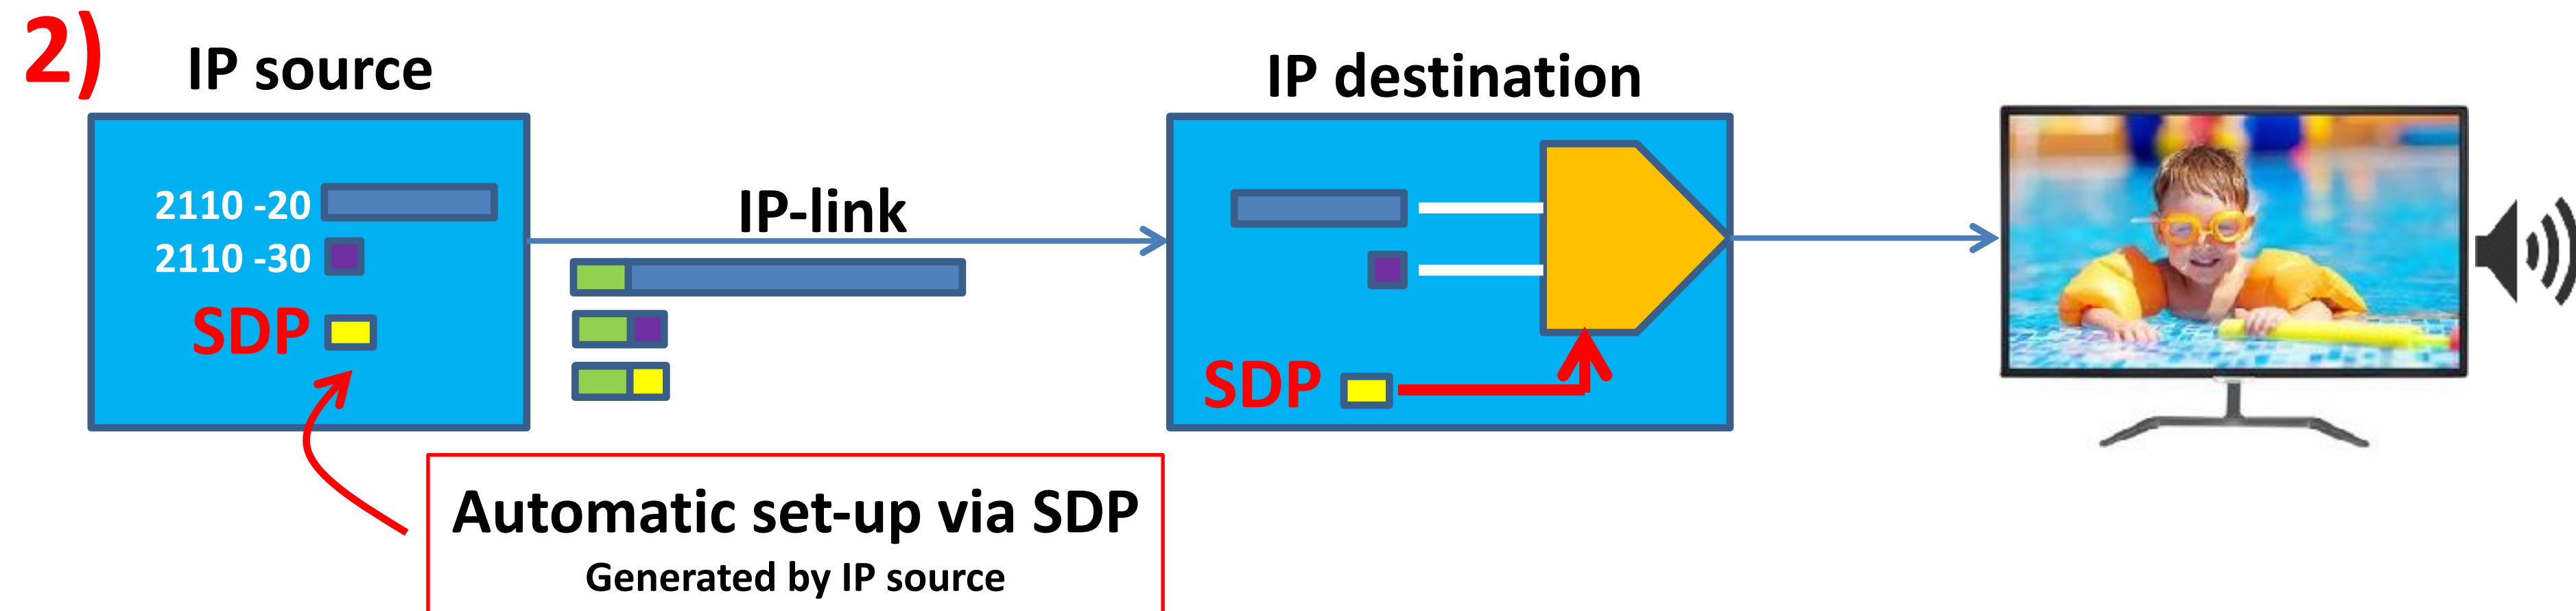 2)
IP source
IP destination
2110 -20
IP-link
2110 -30
SDP
SDP
Automatic set-up via SDP
Generated by IP source